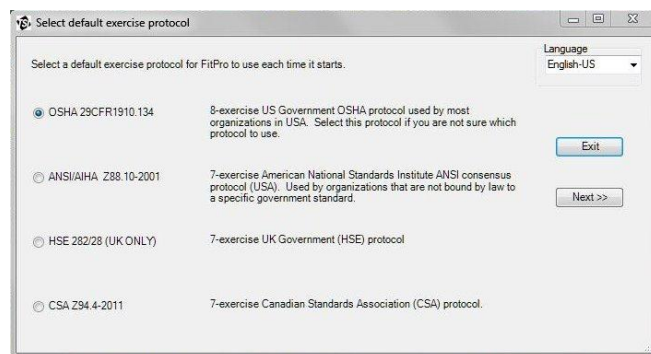 Select default exercise protocol
Language
Select a default exercise protocol for FitPro to use each time it starts.
English-US
OSHA 29CFR1910.134
8-exercise US Government OSHA protocol used by most
organizations in USA. Select this protocol if you are not sure which
protocol to use.
Exit
ANSI/AIHA Z88.10-2001
7-exercise American National Standards Institute ANSI consensus
protocol (USA). Used by organizations that are not bound by law to
a specific government standard.
Next >>
HSE 282/28 (UK ONLY)
7-exercise UK Government (HSE) protocol
CSA Z94.4-2011
7-exercise Canadian Standards Association (CSA) protocol.